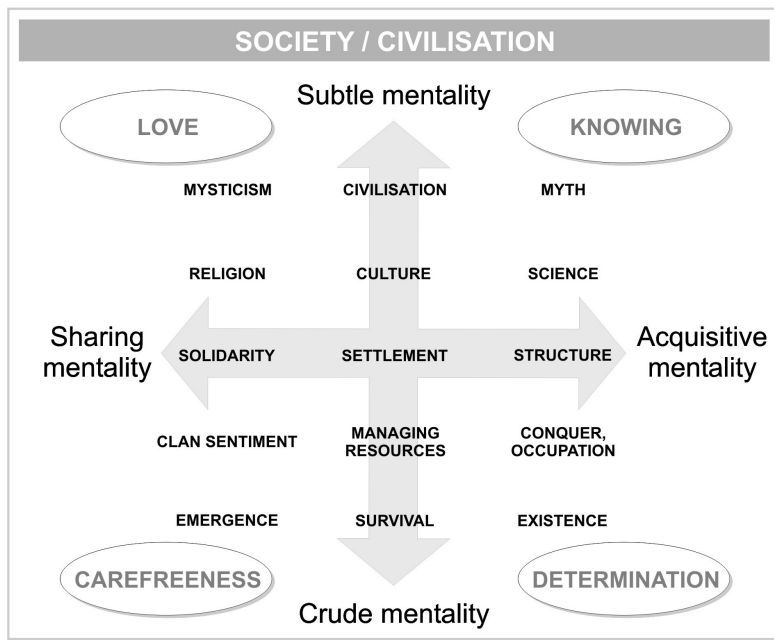 SOCIETY / CIVILISATION
Subtle mentality
LOVE
KNOWING
MYSTICISM
CIVILISATION
MYTH
RELIGION
CULTURE
SCIENCE
Sharing
mentality
SOLIDARITY
SETTLEMENT
STRUCTURE
Acquisitive
mentality
CLAN SENTIMENT
MANAGING
RESOURCES
CONQUER,
OCCUPATION
EMERGENCE
SURVIVAL
EXISTENCE
CAREFREENESS
DETERMINATION
Crude mentality